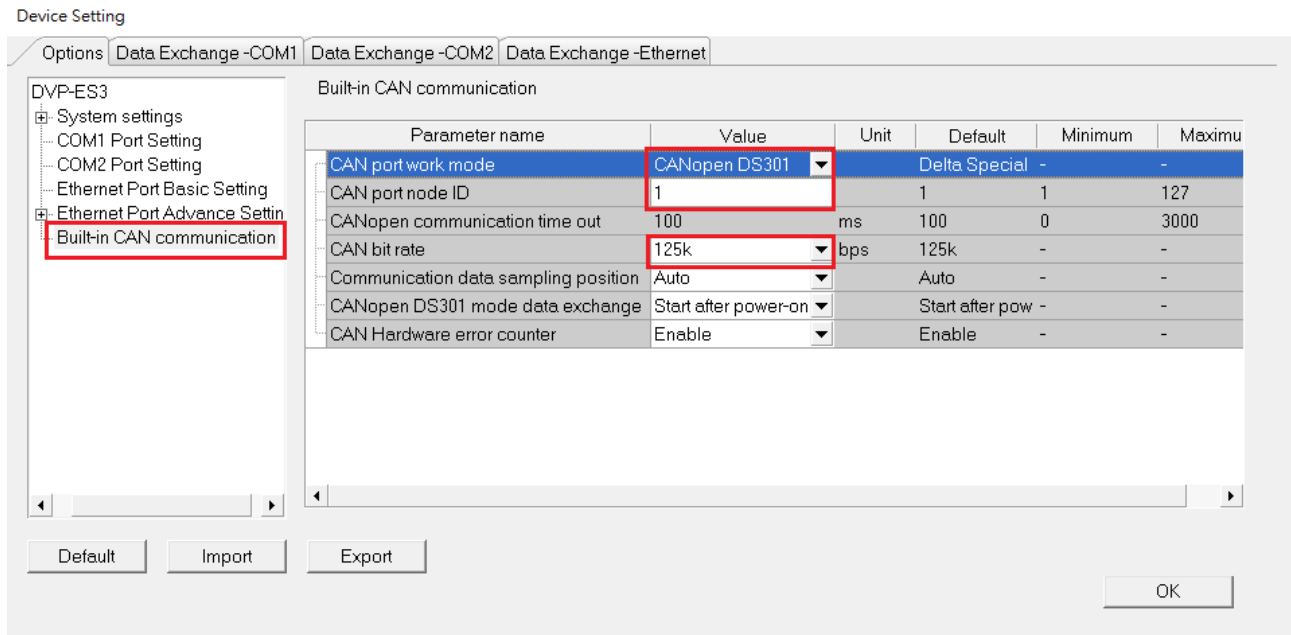 Device Setting
Options Data Exchange -COM1 Data Exchange -COM2 Data Exchange -Ethernet
DVP-ES3
System settings
COM1 Port Setting
COM2 Port Setting
Ethernet Port Basic Setting
Ethernet Port Advance Settin
Built-in CAN communication
Built-in CAN communication
Parameter name Value Unit Default Minimum Maximu
CAN port work mode CANopen DS301 Delta Special - -
CAN port node ID 1 1 1 127
CANopen communication time out 100 ms 100 0 3000
CAN bit rate 125k bps 125k - -
Communication data sampling position Auto Auto - -
CANopen DS301 mode data exchange Start after power-on Start after pow - -
CAN Hardware error counter Enable Enable - -
Default Import Export
OK